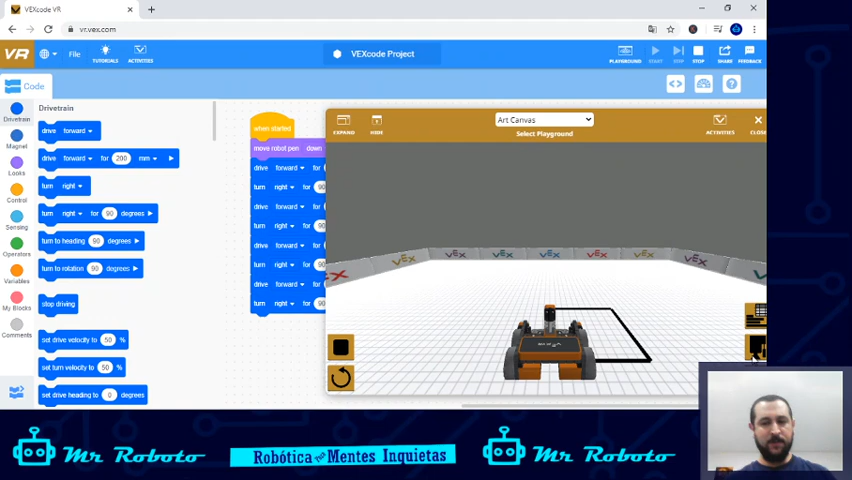 VEXcode VR
vr.vex.com
VR
File
TUTORIALS
ACTIVITIES
VEXcode Project
PLAYGROUND
START
STEP
STOP
SHARE
FEEDBACK
Code
Drivetrain
Magnet
Looks
Control
Sensing
Operators
Variables
My Blocks
Comments
Drivetrain
drive forward
drive forward for 200 mm
turn right
turn right for 90 degrees
turn to heading 90 degrees
turn to rotation 90 degrees
stop driving
set drive velocity to 50 %
set turn velocity to 50 %
set drive heading to 0 degrees
when started
move robot pen down
drive forward for
turn right for 90
drive forward for
turn right for 90
drive forward for
turn right for 90
drive forward for
turn right for 90
EXPAND
HIDE
Art Canvas
Select Playground
ACTIVITIES
CLOSE
VEX VEX VEX VEX VEX VEX VEX
Mr Roboto
Robótica Para Mentes Inquietas
Mr Roboto